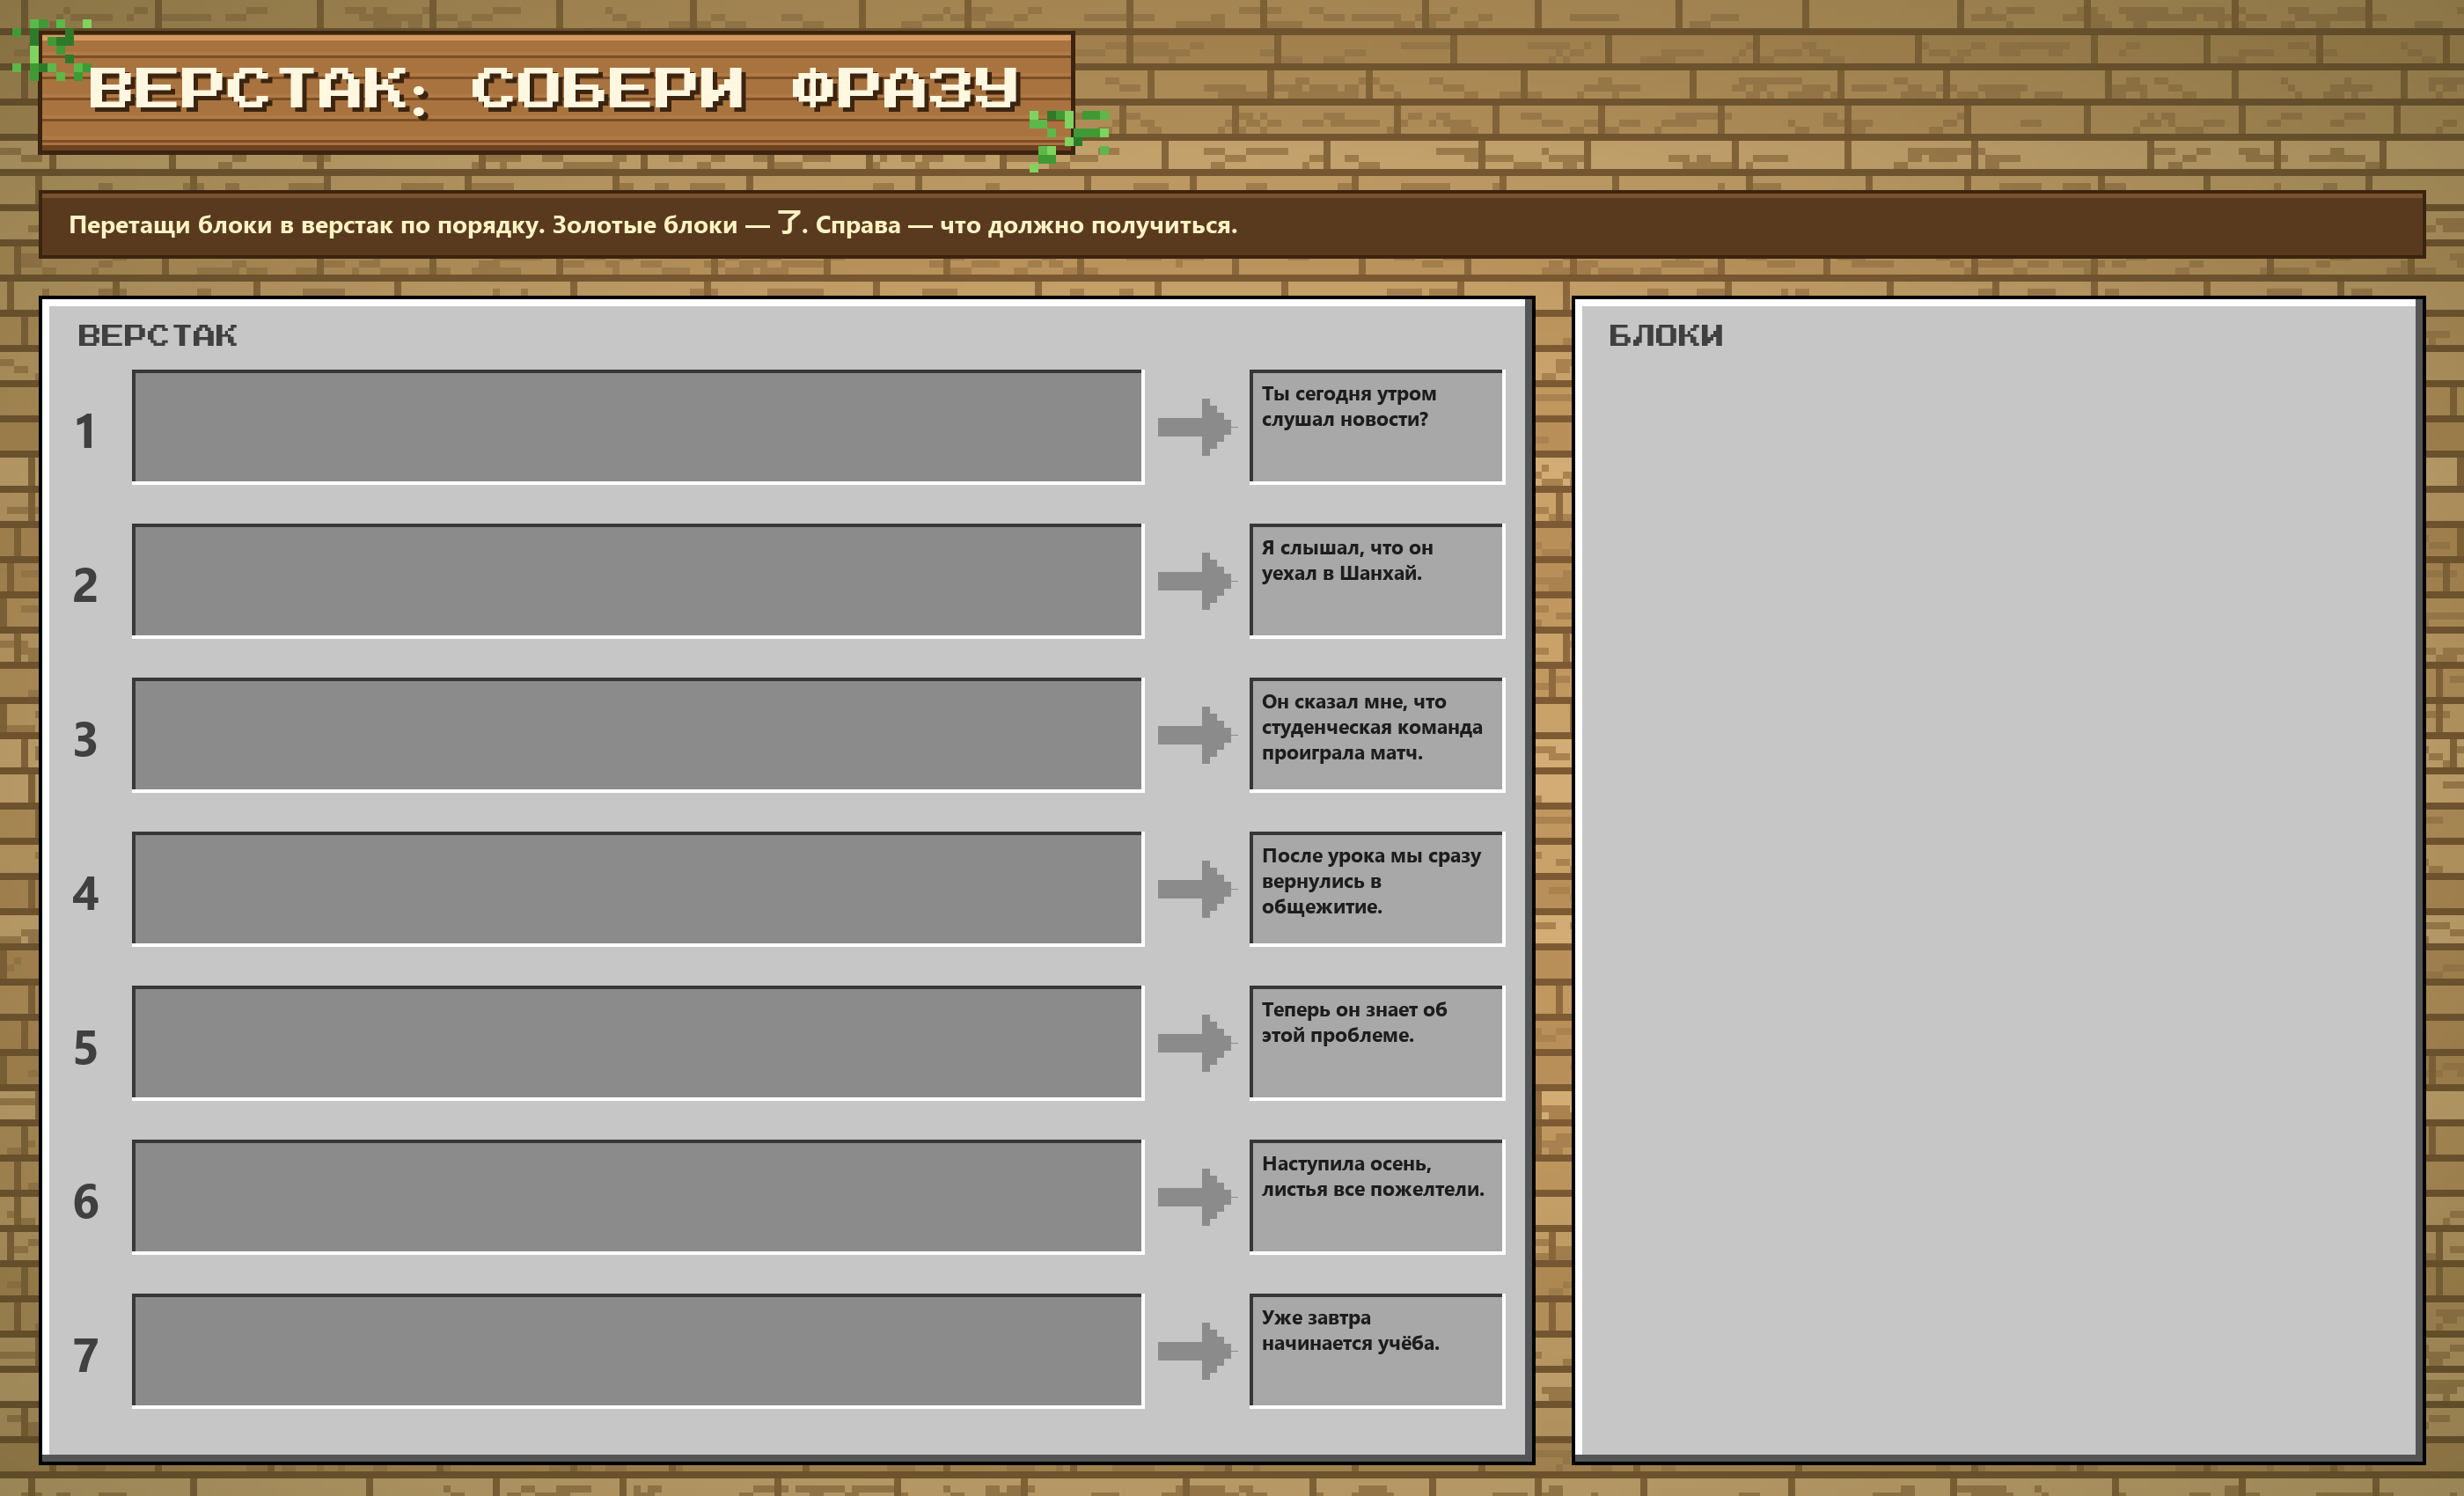 ВЕРСТАК: СОБЕРИ ФРАЗУ
Перетащи блоки в верстак по порядку. Золотые блоки — 了. Справа — что должно получиться.
ВЕРСТАК
1
Ты сегодня утром
слушал новости?
2
Я слышал, что он
уехал в Шанхай.
3
Он сказал мне, что
студенческая команда
проиграла матч.
4
После урока мы сразу
вернулись в
общежитие.
5
Теперь он знает об
этой проблеме.
6
Наступила осень,
листья все пожелтели.
7
Уже завтра
начинается учёба.
БЛОКИ